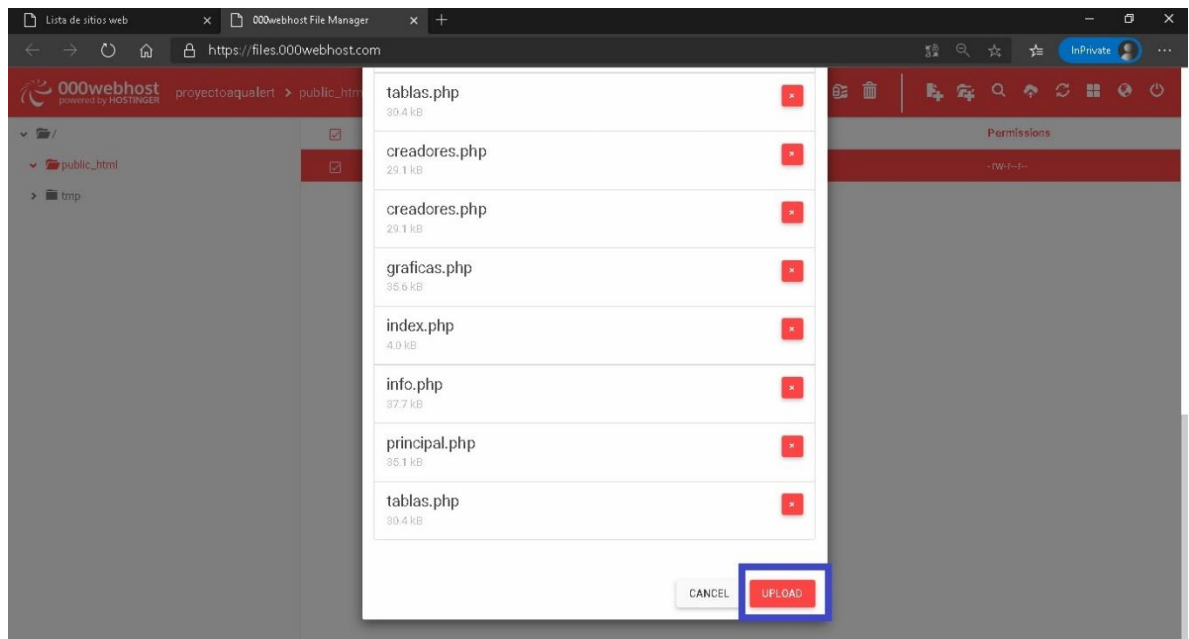 Lista de sitios web
000webhost File Manager
https://files.000webhost.com
InPrivate
000webhost
powered by HOSTINGER
proyectoaqualert > public_htm
/
public_html
tmp
Permissions
-rw-r--r--
tablas.php
30.4 kB
creadores.php
29.1 kB
creadores.php
29.1 kB
graficas.php
35.6 kB
index.php
4.0 kB
info.php
37.7 kB
principal.php
35.1 kB
tablas.php
30.4 kB
CANCEL
UPLOAD